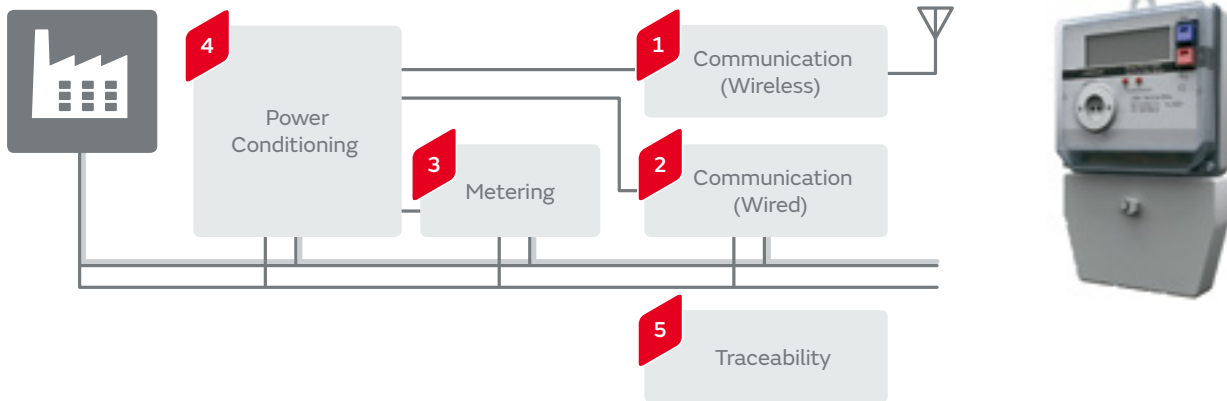 4
Power
Conditioning
1
Communication
(Wireless)
3
Metering
2
Communication
(Wired)
5
Traceability